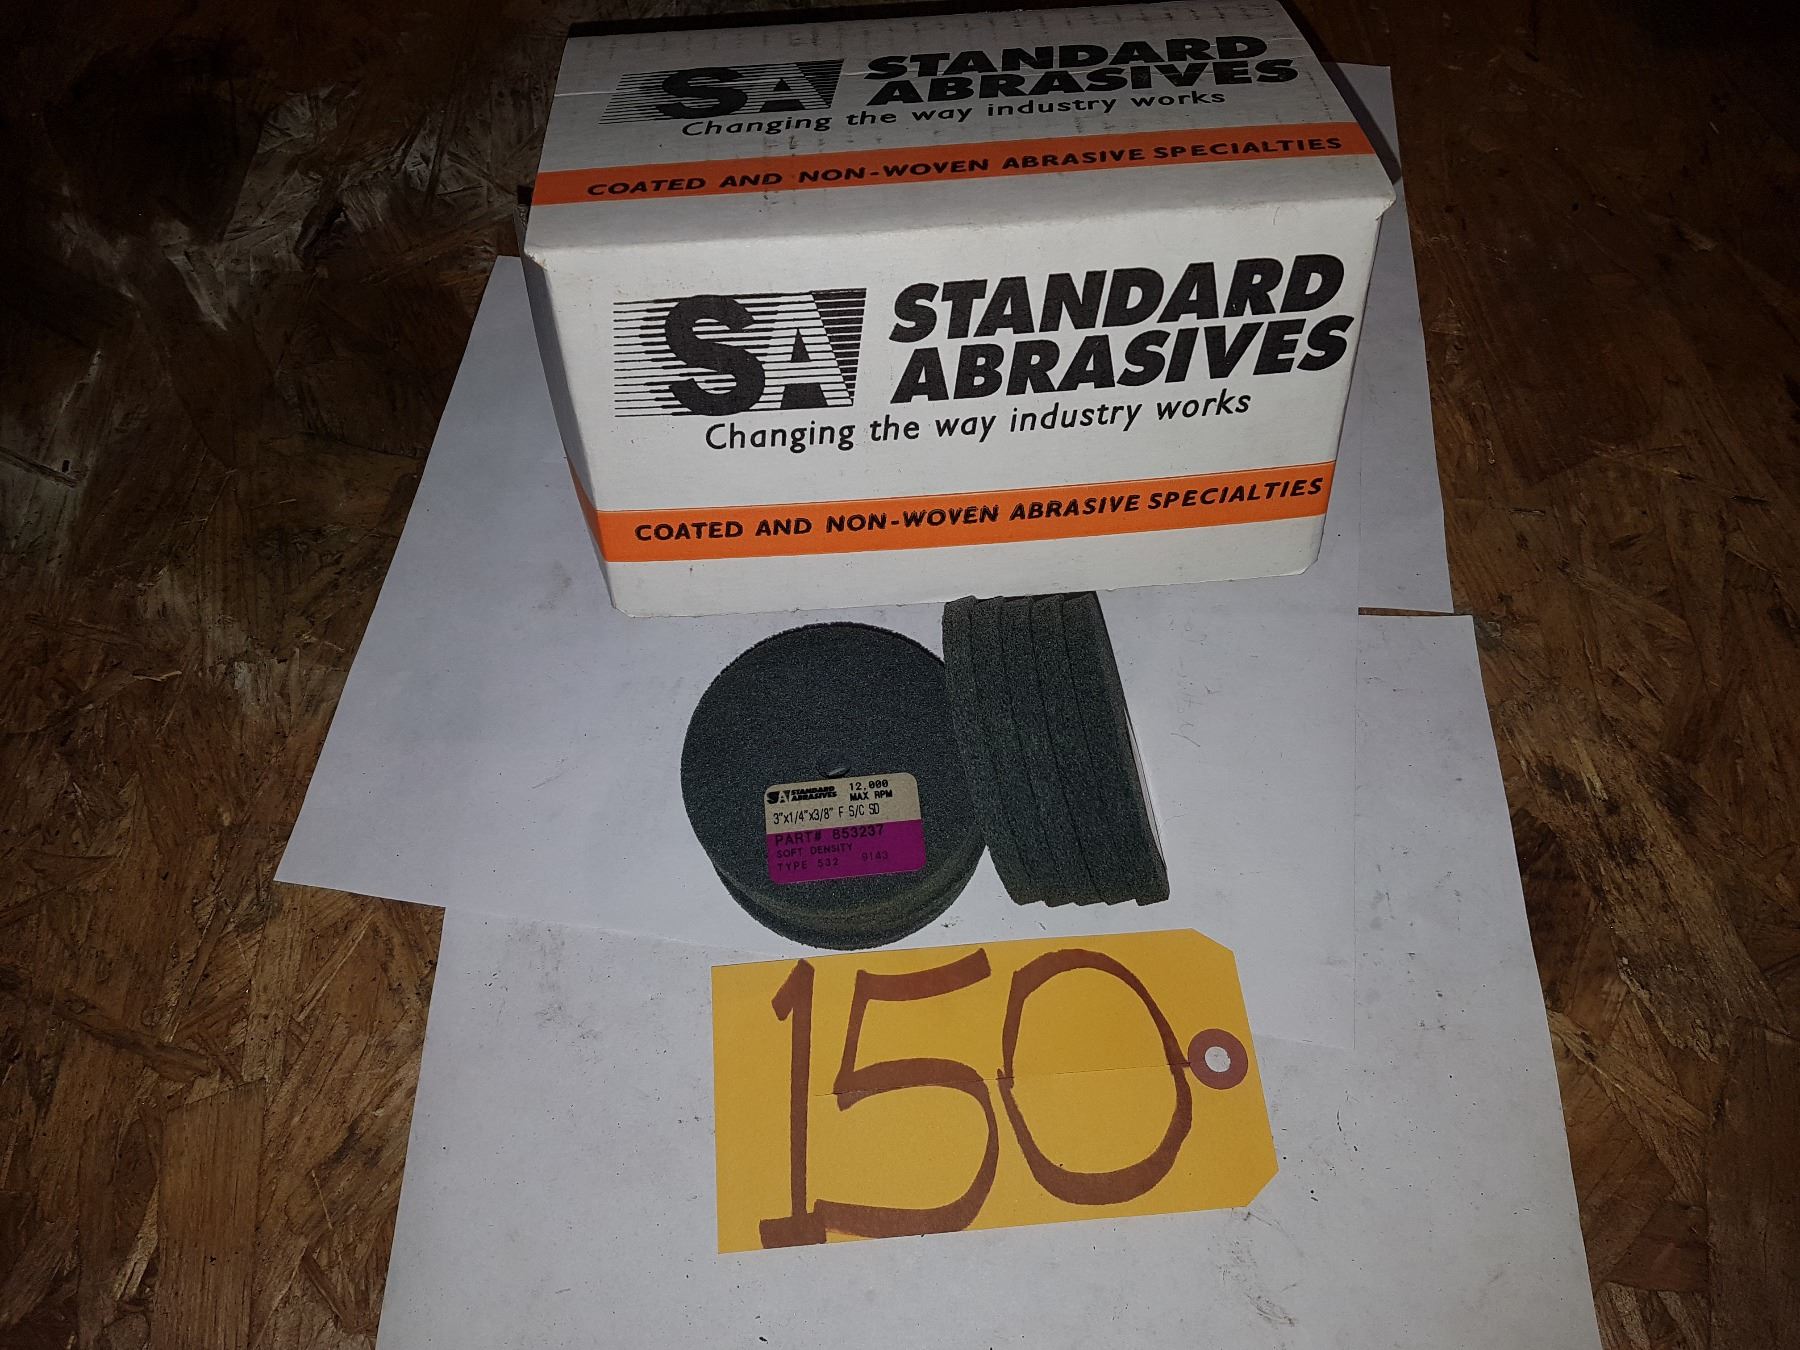 SA STANDARD
ABRASIVES
Changing the way industry works
COATED AND NON-WOVEN ABRASIVE SPECIALTIES
SA STANDARD
ABRASIVES
Changing the way industry works
COATED AND NON-WOVEN ABRASIVE SPECIALTIES
SA STANDARD ABRASIVES 12,000 MAX RPM
3"x1/4"x3/8" F S/C SD
PART# 853237
SOFT DENSITY
TYPE 532 9143
150